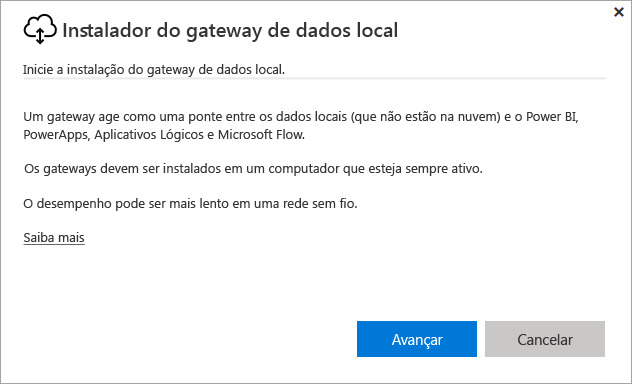 Instalador do gateway de dados local
Inicie a instalação do gateway de dados local.
Um gateway age como uma ponte entre os dados locais (que não estão na nuvem) e o Power BI,
PowerApps, Aplicativos Lógicos e Microsoft Flow.
Os gateways devem ser instalados em um computador que esteja sempre ativo.
O desempenho pode ser mais lento em uma rede sem fio.
Saiba mais
Avançar
Cancelar